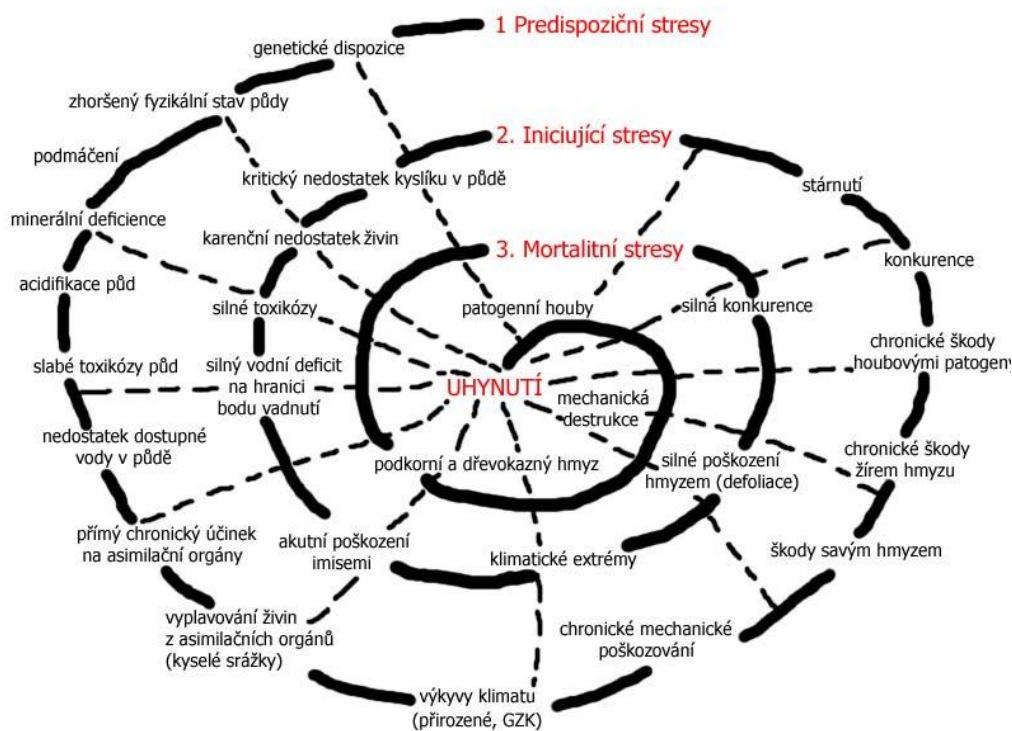 1 Predispoziční stresy
genetické dispozice
zhoršený fyzikální stav půdy
podmáčení
minerální deficience
acidifikace půd
slabé toxikózy půd
nedostatek dostupné
vody v půdě
přímý chronický účinek
na asimilační orgány
vyplavování živin
z asimilačních orgánů
(kyselé srážky)
výkyvy klimatu
(přirozené, GZK)
chronické mechanické
poškozování
škody savým hmyzem
chronické škody
žírem hmyzu
chronické škody
houbovými patogeny
konkurence
stárnutí
2. Iniciující stresy
kritický nedostatek kyslíku v půdě
karenční nedostatek živin
silné toxikózy
silný vodní deficit
na hranici
bodu vadnutí
akutní poškození
imisemi
klimatické extrémy
silné poškození
hmyzem (defoliace)
silná konkurence
3. Mortalitní stresy
patogenní houby
mechanická
destrukce
podkorní a dřevokazný hmyz
UHYNUTÍ